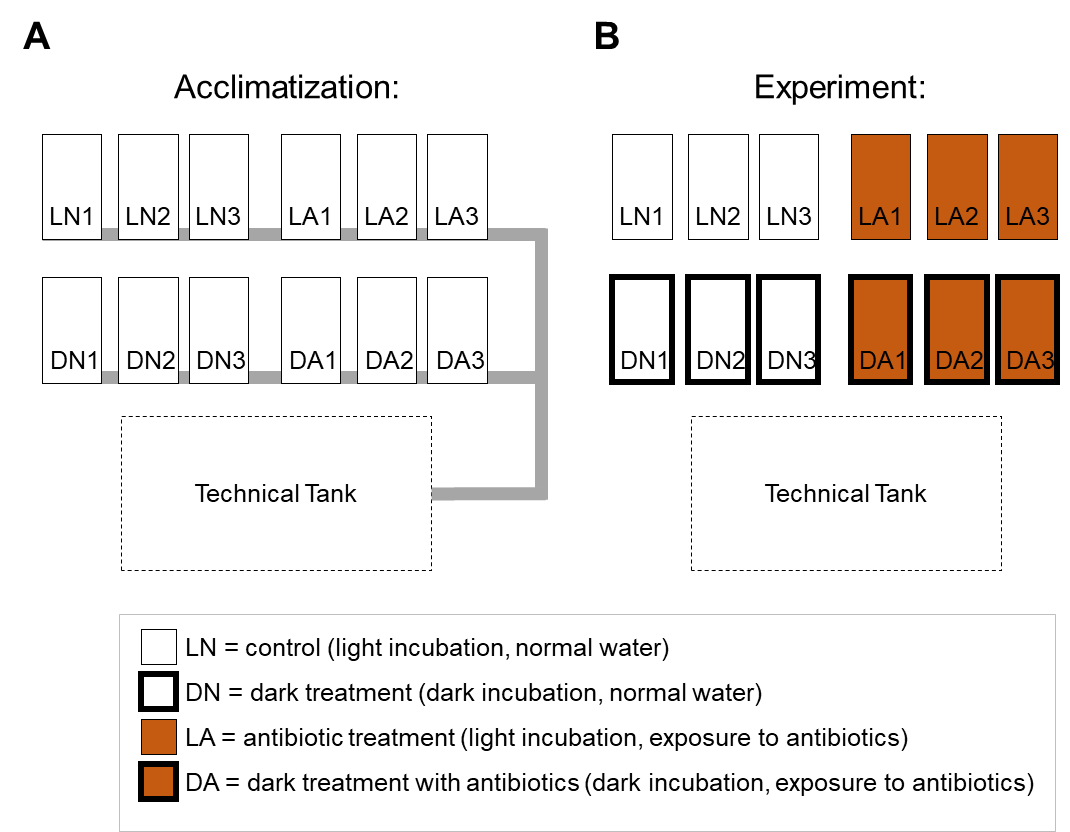 A
B
Acclimatization:
Experiment:
LN1 LN2 LN3 LA1 LA2 LA3
DN1 DN2 DN3 DA1 DA2 DA3
Technical Tank
LN1 LN2 LN3 LA1 LA2 LA3
DN1 DN2 DN3 DA1 DA2 DA3
Technical Tank
LN = control (light incubation, normal water)
DN = dark treatment (dark incubation, normal water)
LA = antibiotic treatment (light incubation, exposure to antibiotics)
DA = dark treatment with antibiotics (dark incubation, exposure to antibiotics)